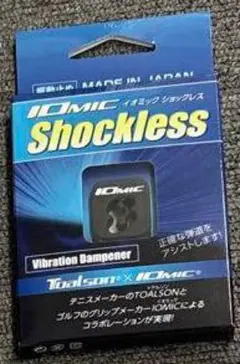 振動止め MADE IN JAPAN
IOMIC イオミック ショックレス
Shockless
IOMIC
正確な弾道を
アシストします!
Vibration Dampener
Toalson® × IOMIC®
テニスメーカーのTOALSONと
ゴルフのグリップメーカーIOMICによる
コラボレーションが実現!